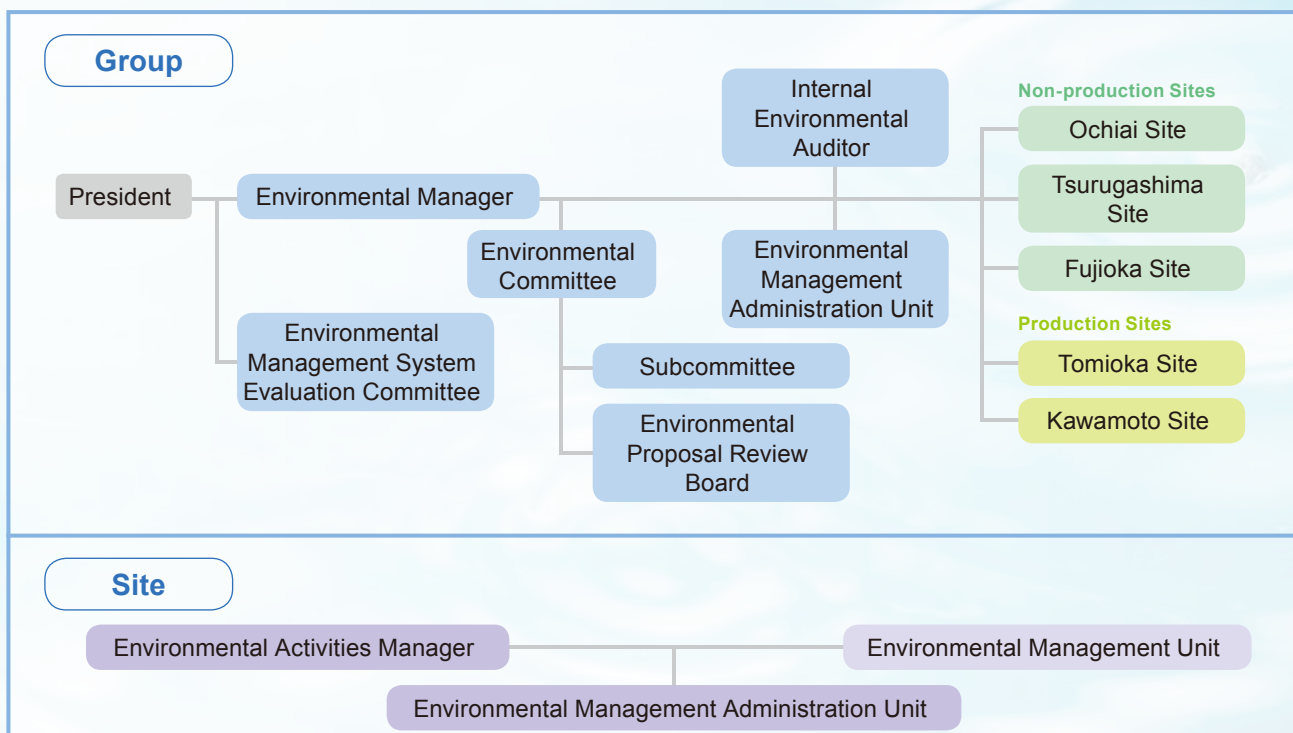 Group
President
Environmental Manager
Environmental
Management System
Evaluation Committee
Environmental
Committee
Subcommittee
Environmental
Proposal Review
Board
Internal
Environmental
Auditor
Environmental
Management
Administration Unit
Non-production Sites
Ochiai Site
Tsurugashima
Site
Fujioka Site
Production Sites
Tomioka Site
Kawamoto Site
Site
Environmental Activities Manager
Environmental Management Unit
Environmental Management Administration Unit